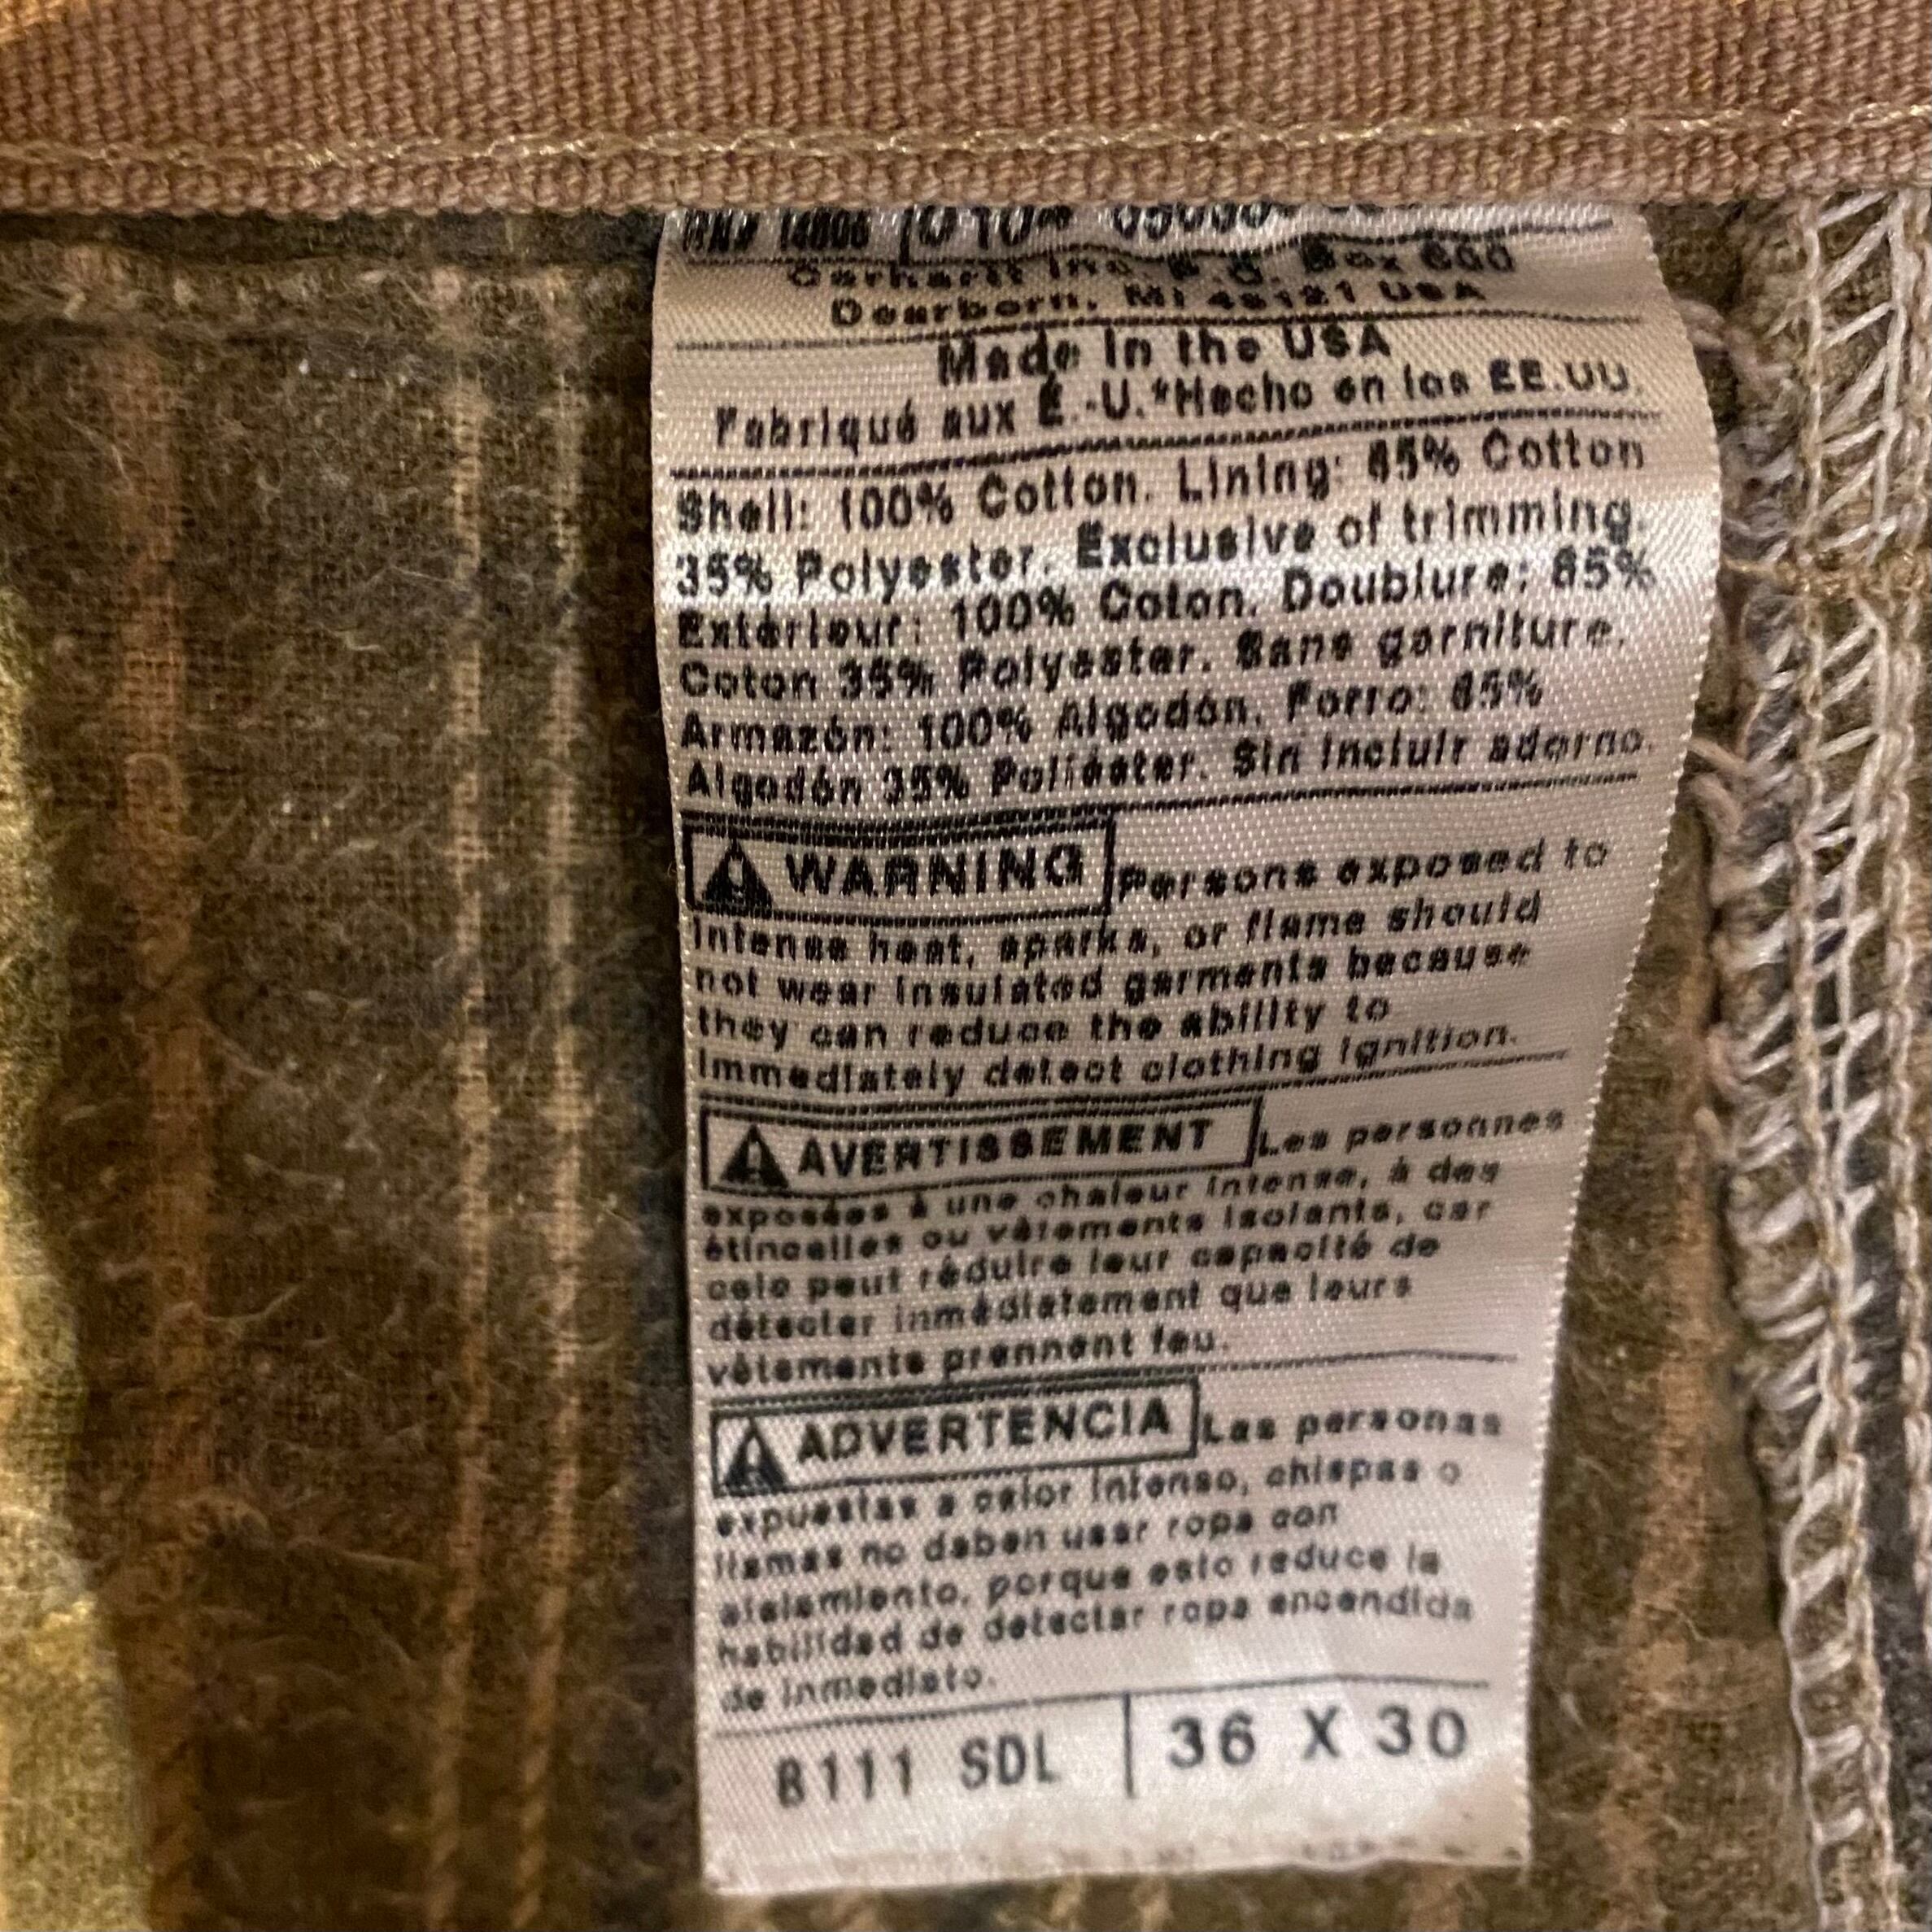 RN# 14806
Carhartt Inc. P.O. Box 600
Dearborn, MI 48121 USA
Made in the USA
Fabriqué aux É.-U.*Hecho en los EE.UU.
Shell: 100% Cotton. Lining: 65% Cotton
35% Polyester. Exclusive of trimming.
Extérieur: 100% Coton. Doublure: 65%
Coton 35% Polyester. Sans garniture.
Armazón: 100% Algodón. Forro: 65%
Algodón 35% Poliéster. Sin incluir adorno.
WARNING Persons exposed to
intense heat, sparks, or flame should
not wear insulated garments because
they can reduce the ability to
immediately detect clothing ignition.
AVERTISSEMENT Les personnes
exposées à une chaleur intense, à des
étincelles ou vêtements isolants, car
cela peut réduire leur capacité de
détecter inmédiatement que leurs
vêtements prennent feu.
ADVERTENCIA Las personas
expuestas a calor intenso, chispas o
llamas no deben usar ropa con
aislamiento, porque esto reduce la
habilidad de detectar ropa encendida
de inmediato.
B111 SDL | 36 X 30